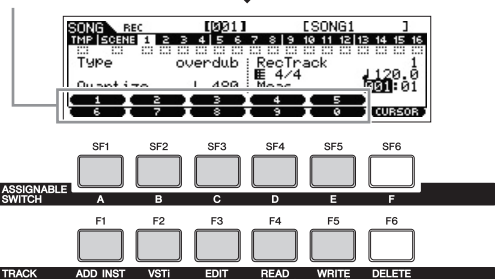 SONG REC [001] [SONG1 ]
TMP SCENE 1 2 3 4 5 6 7 8 9 10 11 12 13 14 15 16
Type overdub RecTrack 1
4/4 ♩120.0
Quantize ♩ 480 Meas 001:01
1 2 3 4 5
6 7 8 9 0 CURSOR
SF1 SF2 SF3 SF4 SF5 SF6
ASSIGNABLE SWITCH A B C D E F
F1 F2 F3 F4 F5 F6
TRACK ADD INST VSTi EDIT READ WRITE DELETE